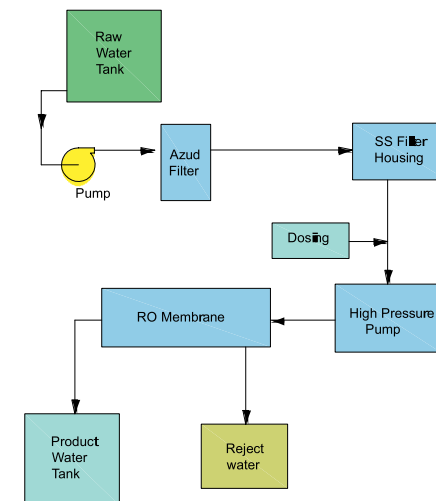 Raw
Water
Tank
Pump
Azud
Filter
SS Filter
Housing
Dosing
High Pressure
Pump
RO Membrane
Product
Water
Tank
Reject
water